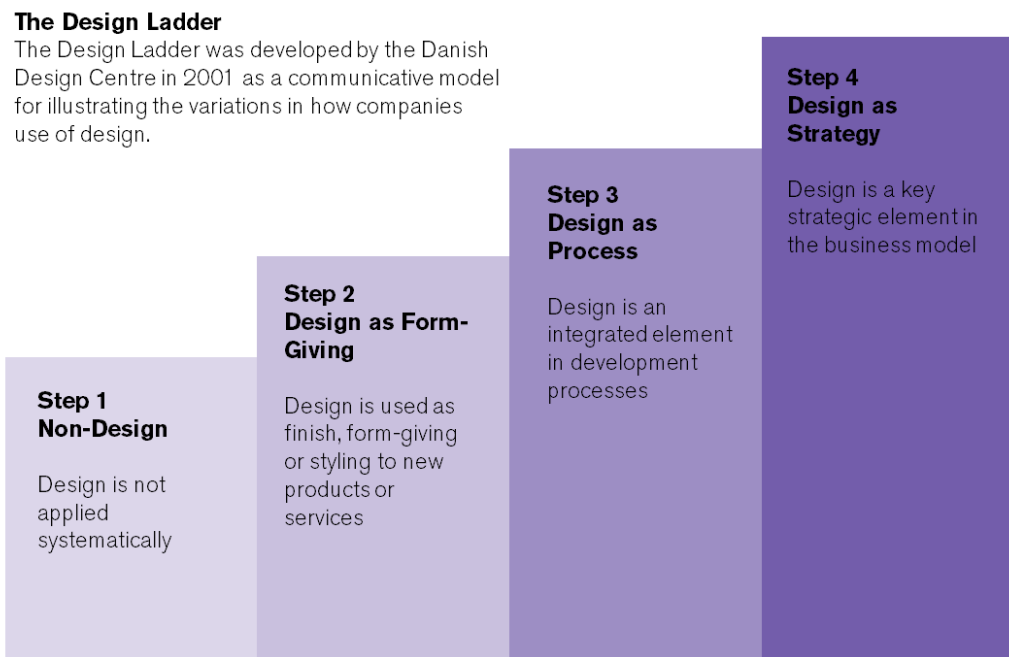 The Design Ladder
The Design Ladder was developed by the Danish
Design Centre in 2001 as a communicative model
for illustrating the variations in how companies
use of design.
Step 1
Non-Design
Design is not
applied
systematically
Step 2
Design as Form-
Giving
Design is used as
finish, form-giving
or styling to new
products or
services
Step 3
Design as
Process
Design is an
integrated element
in development
processes
Step 4
Design as
Strategy
Design is a key
strategic element in
the business model